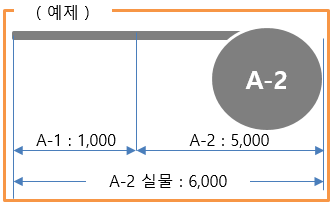 ( 예제 )
A-2
A-1 : 1,000
A-2 : 5,000
A-2 실물 : 6,000